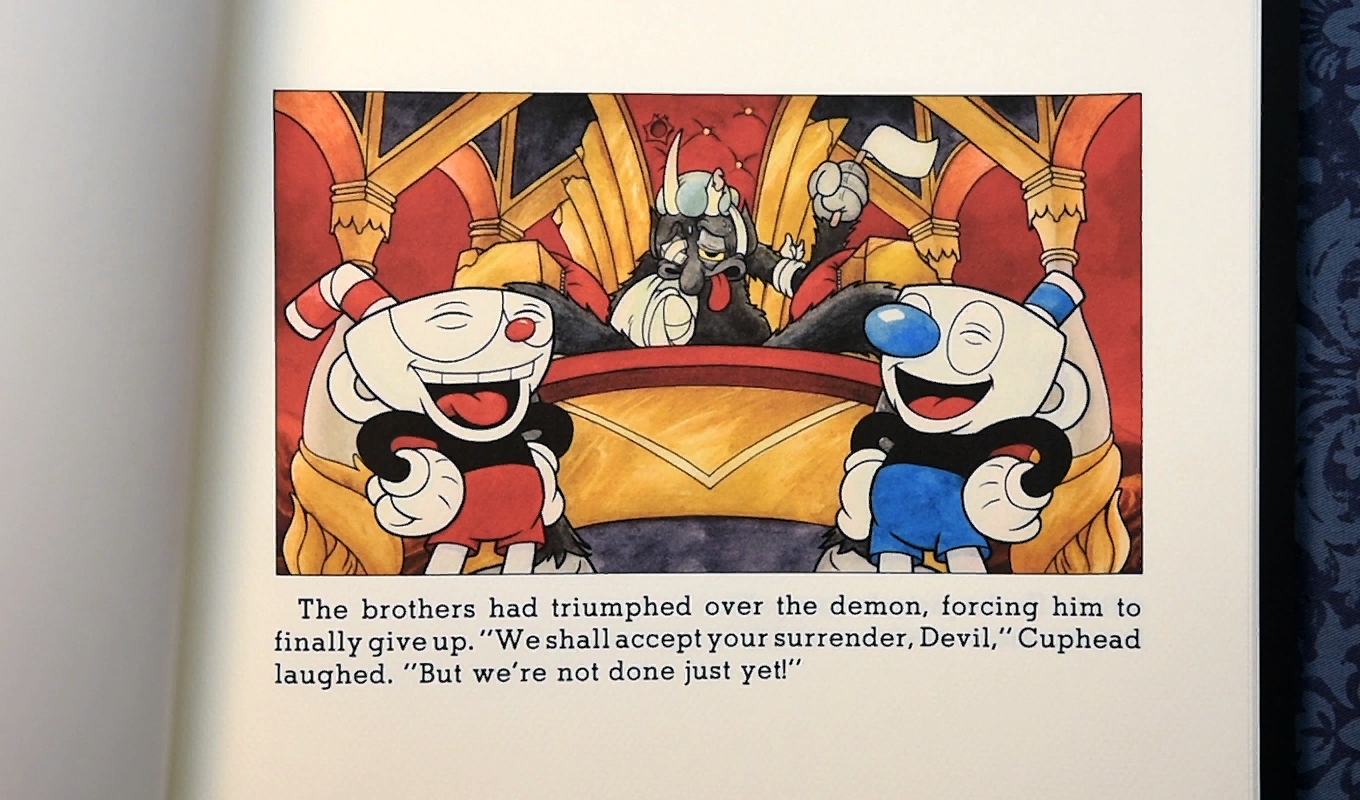 The brothers had triumphed over the demon, forcing him to
finally give up. "We shall accept your surrender, Devil," Cuphead
laughed. "But we're not done just yet!"